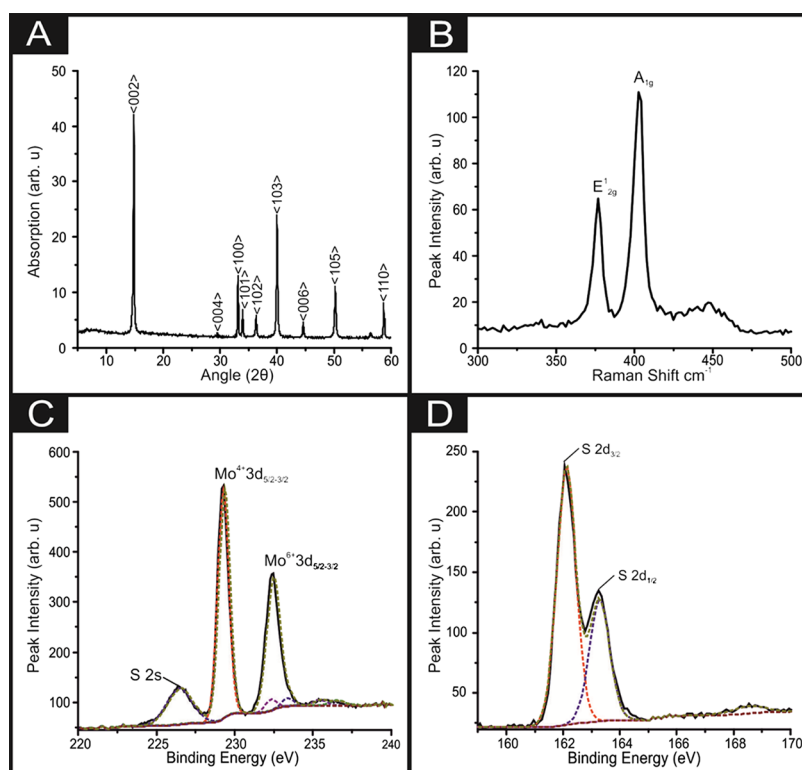 A
50
40
30
20
10
0
Absorption (arb. u)
<002>
<004>
<100>
<101>
<102>
<103>
<006>
<105>
<110>
10
20
30
40
50
60
Angle (2θ)
B
120
100
80
60
40
20
0
Peak Intensity (arb. u)
E¹2g
A1g
300
350
400
450
500
Raman Shift cm⁻¹
C
600
500
400
300
200
100
Peak Intensity (arb. u)
S 2s
Mo⁴⁺3d5/2-3/2
Mo⁶⁺3d5/2-3/2
220
225
230
235
240
Binding Energy (eV)
D
250
200
150
100
50
Peak Intensity (arb. u)
S 2d3/2
S 2d1/2
160
162
164
166
168
170
Binding Energy (eV)